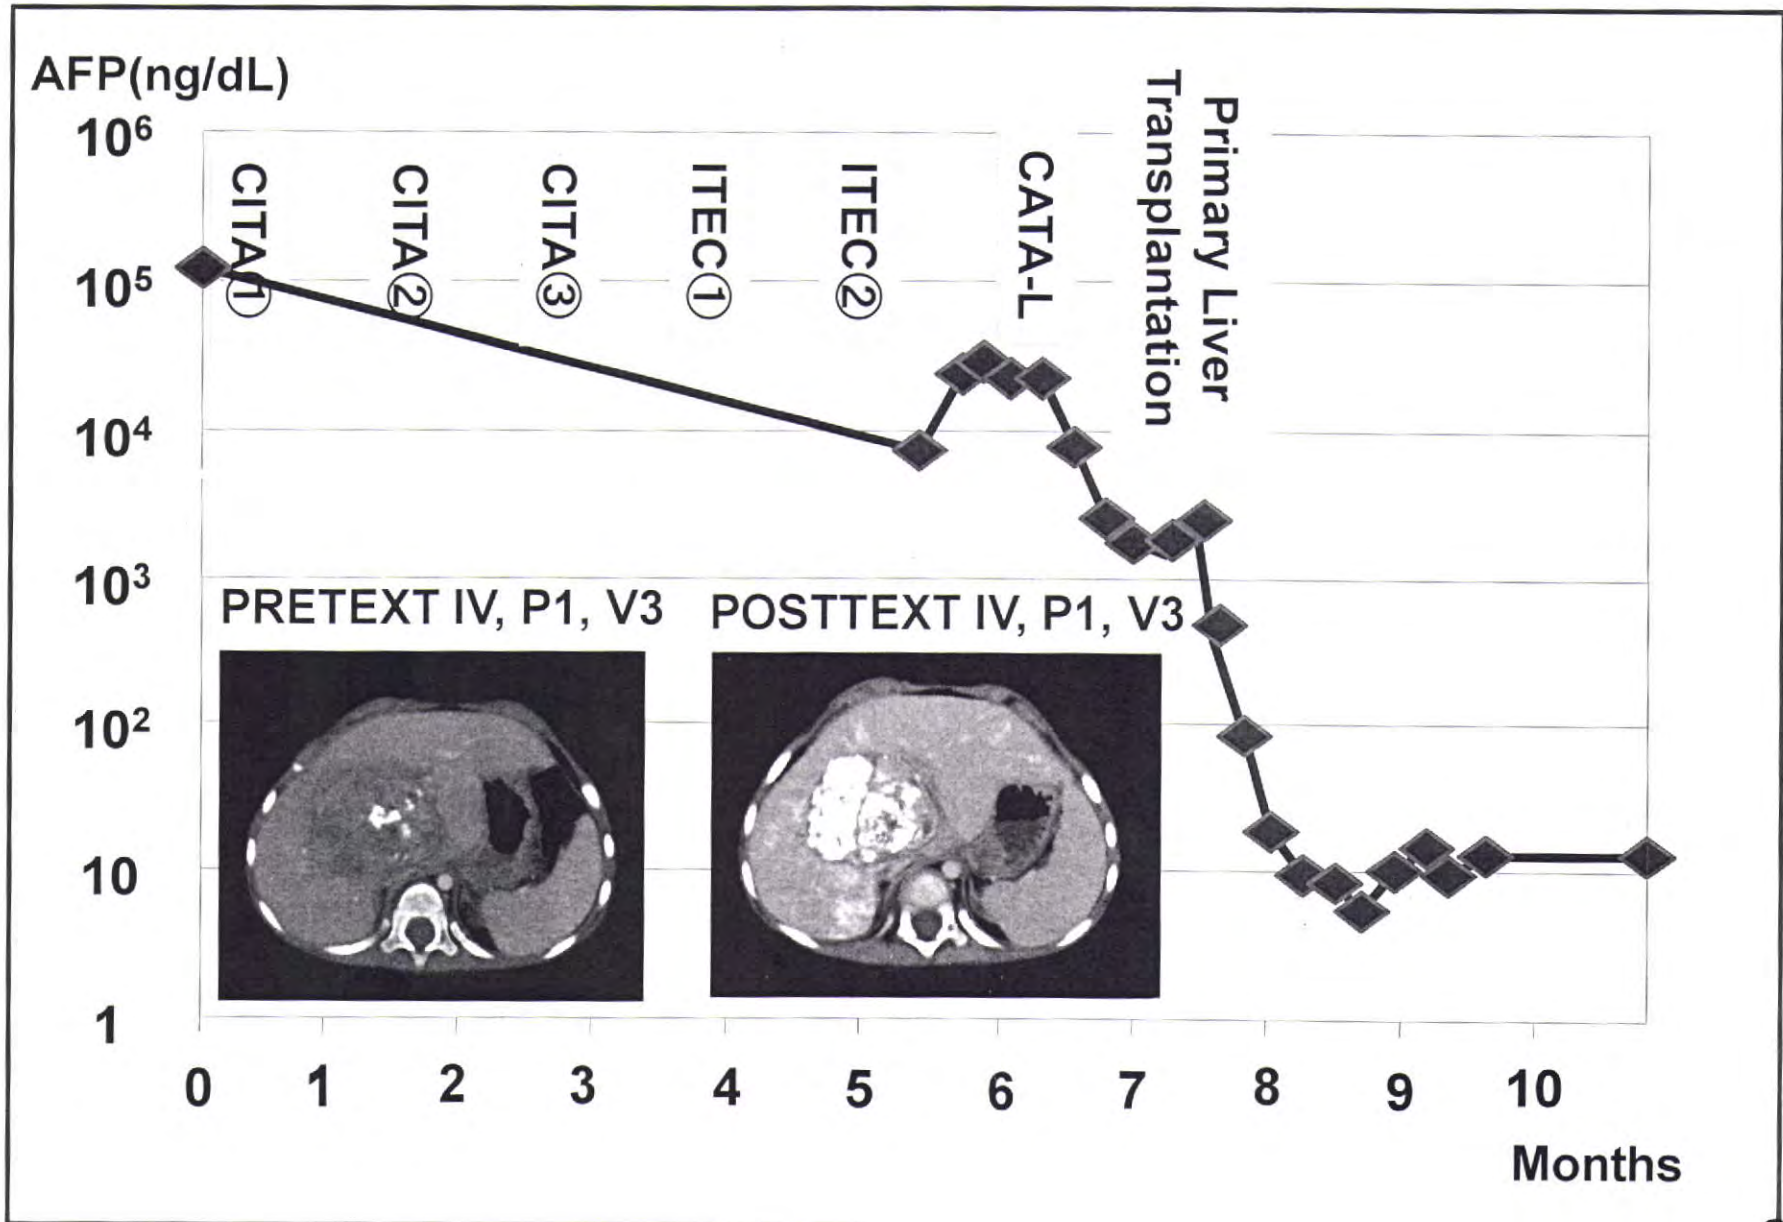 AFP(ng/dL)
10⁶
10⁵
10⁴
10³
10²
10
1
CITA①
CITA②
CITA③
ITEC①
ITEC②
CATA-L
Primary Liver
Transplantation
PRETEXT IV, P1, V3
POSTTEXT IV, P1, V3
0 1 2 3 4 5 6 7 8 9 10
Months